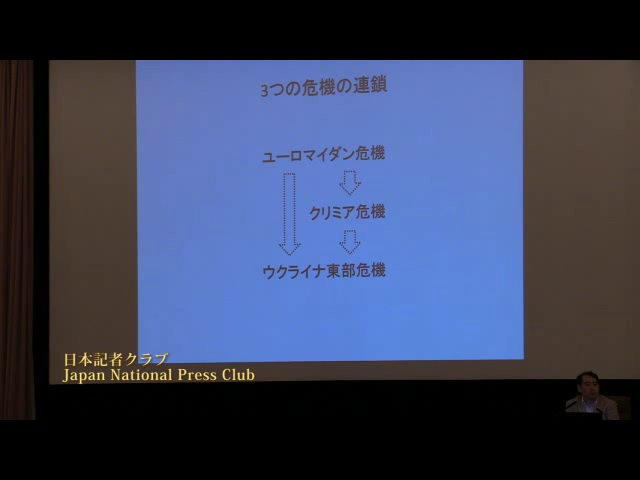 3つの危機の連鎖
ユーロマイダン危機
クリミア危機
ウクライナ東部危機
日本記者クラブ
Japan National Press Club